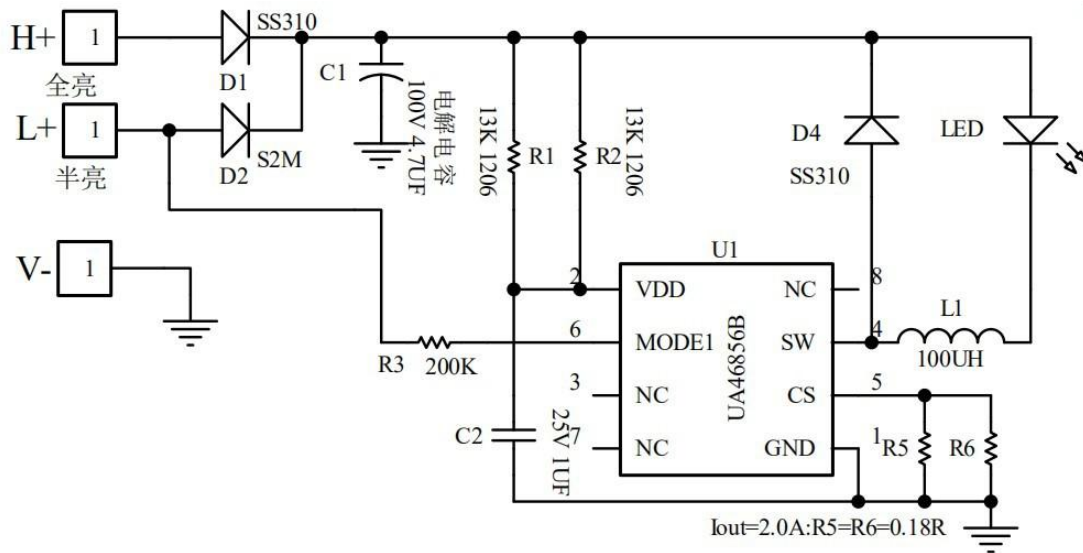 H+
1
SS310
D1
全亮
L+
1
S2M
D2
半亮
V-
1
C1
电解电容
100V 4.7UF
13K 1206
R1
R2
13K 1206
D4
SS310
LED
U1
2
VDD
NC
8
6
MODE1
SW
4
L1
100UH
R3
200K
3
NC
CS
5
UA46856B
C2
25V 1UF
7
NC
GND
1
R5
R6
Iout=2.0A:R5=R6=0.18R